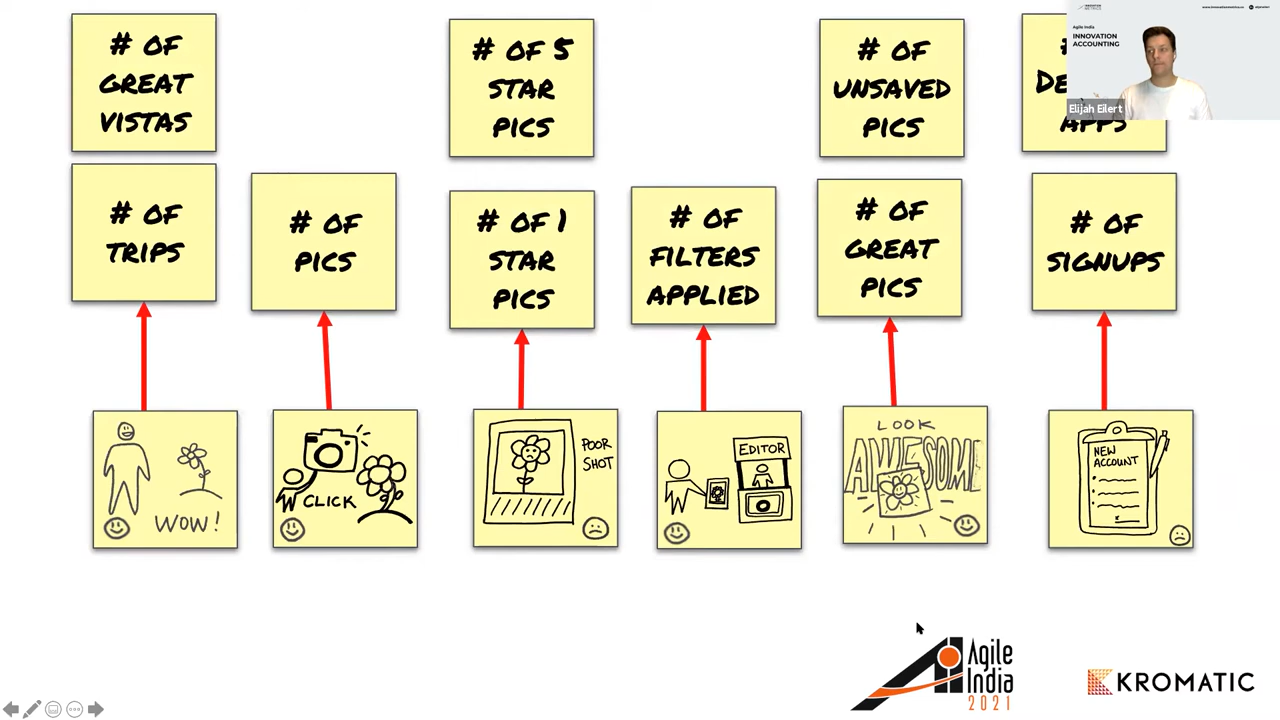 # OF
GREAT
VISTAS
# OF 5
STAR
PICS
# OF
UNSAVED
PICS
#
DE
APPS
Agile India
INNOVATION
ACCOUNTING
Elijah Eilert
# OF
TRIPS
# OF
PICS
# OF 1
STAR
PICS
# OF
FILTERS
APPLIED
# OF
GREAT
PICS
# OF
SIGNUPS
WOW!
CLICK
POOR
SHOT
EDITOR
LOOK
AWESOME
NEW
ACCOUNT
Agile
India
2021
KROMATIC